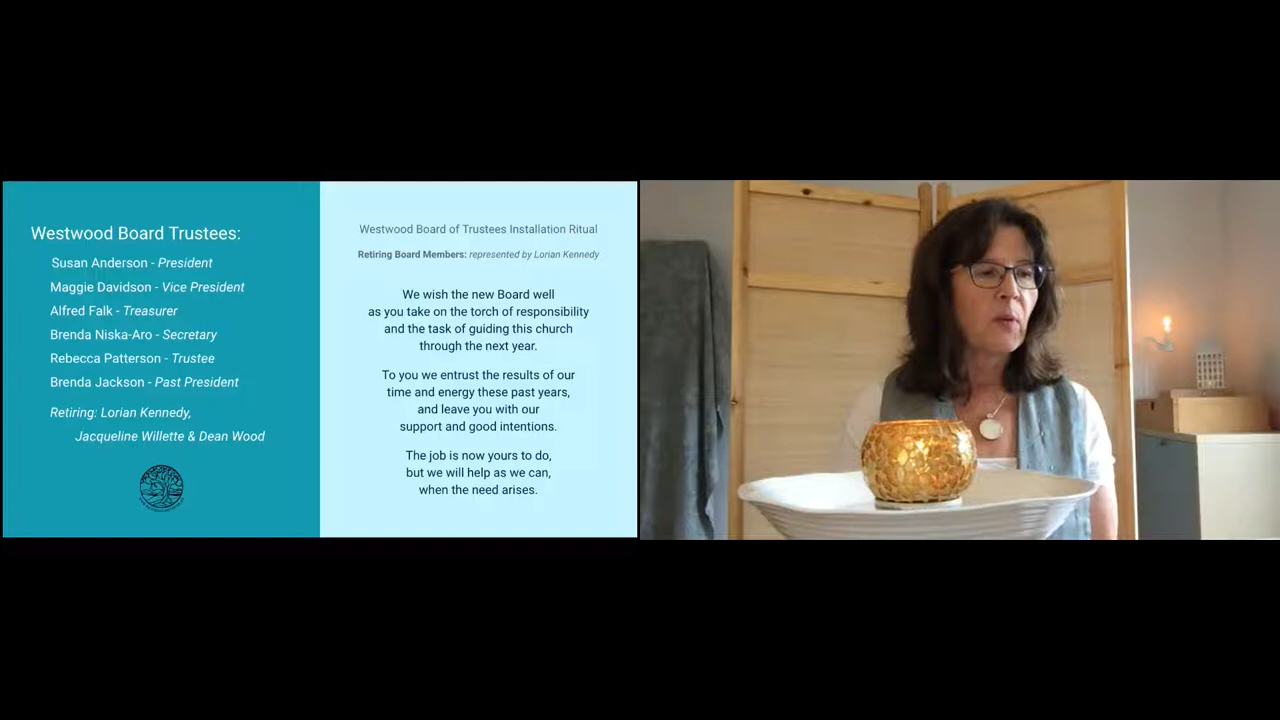 Westwood Board Trustees:
Susan Anderson - President
Maggie Davidson - Vice President
Alfred Falk - Treasurer
Brenda Niska-Aro - Secretary
Rebecca Patterson - Trustee
Brenda Jackson - Past President
Retiring: Lorian Kennedy,
Jacqueline Willette & Dean Wood
Westwood Board of Trustees Installation Ritual
Retiring Board Members: represented by Lorian Kennedy
We wish the new Board well
as you take on the torch of responsibility
and the task of guiding this church
through the next year.
To you we entrust the results of our
time and energy these past years,
and leave you with our
support and good intentions.
The job is now yours to do,
but we will help as we can,
when the need arises.